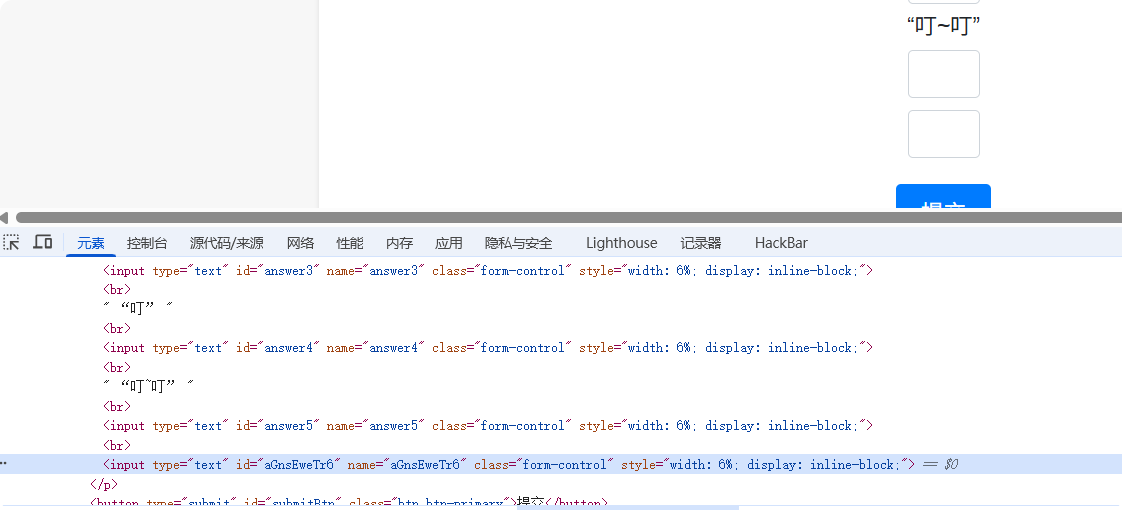 “叮~叮”
提交
元素 控制台 源代码/来源 网络 性能 内存 应用 隐私与安全 Lighthouse 记录器 HackBar
<input type="text" id="answer3" name="answer3" class="form-control" style="width: 6%; display: inline-block;">
<br>
" “叮” "
<br>
<input type="text" id="answer4" name="answer4" class="form-control" style="width: 6%; display: inline-block;">
<br>
" “叮~叮” "
<br>
<input type="text" id="answer5" name="answer5" class="form-control" style="width: 6%; display: inline-block;">
<br>
<input type="text" id="aGnsEweTr6" name="aGnsEweTr6" class="form-control" style="width: 6%; display: inline-block;"> == $0
</p>
<button type="submit" id="submitBtn" class="btn btn-primary">提交</button>